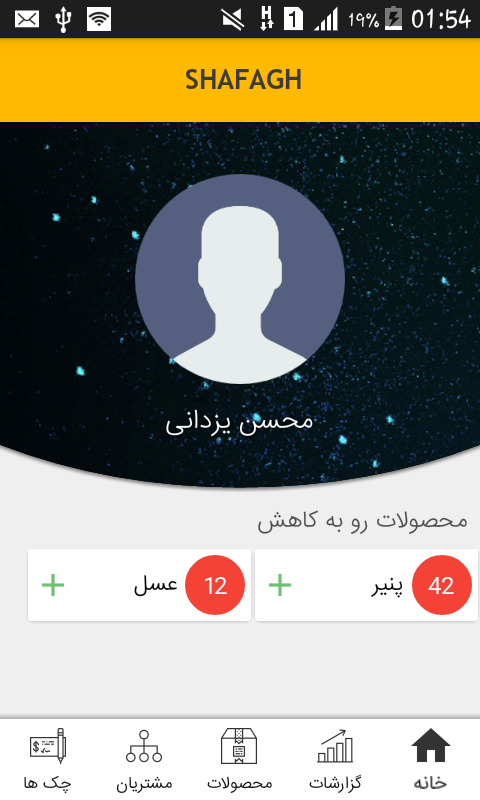 H 1 19% 01:54
SHAFAGH
محسن یزدانی
محصولات رو به کاهش
42 پنیر +
12 عسل +
خانه گزارشات محصولات مشتریان چک ها